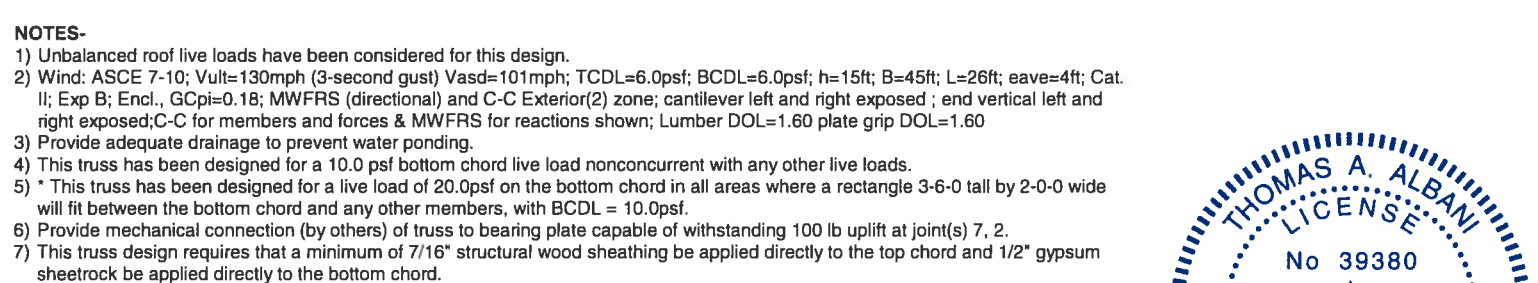 NOTES-
1) Unbalanced roof live loads have been considered for this design.
2) Wind: ASCE 7-10; Vult=130mph (3-second gust) Vasd=101mph; TCDL=6.0psf; BCDL=6.0psf; h=15ft; B=45ft; L=26ft; eave=4ft; Cat.
II; Exp B; Encl., GCpi=0.18; MWFRS (directional) and C-C Exterior(2) zone; cantilever left and right exposed ; end vertical left and
right exposed;C-C for members and forces & MWFRS for reactions shown; Lumber DOL=1.60 plate grip DOL=1.60
3) Provide adequate drainage to prevent water ponding.
4) This truss has been designed for a 10.0 psf bottom chord live load nonconcurrent with any other live loads.
5) * This truss has been designed for a live load of 20.0psf on the bottom chord in all areas where a rectangle 3-6-0 tall by 2-0-0 wide
will fit between the bottom chord and any other members, with BCDL = 10.0psf.
6) Provide mechanical connection (by others) of truss to bearing plate capable of withstanding 100 lb uplift at joint(s) 7, 2.
7) This truss design requires that a minimum of 7/16" structural wood sheathing be applied directly to the top chord and 1/2" gypsum
sheetrock be applied directly to the bottom chord.
THOMAS A. ALBANI
LICENSE
No 39380